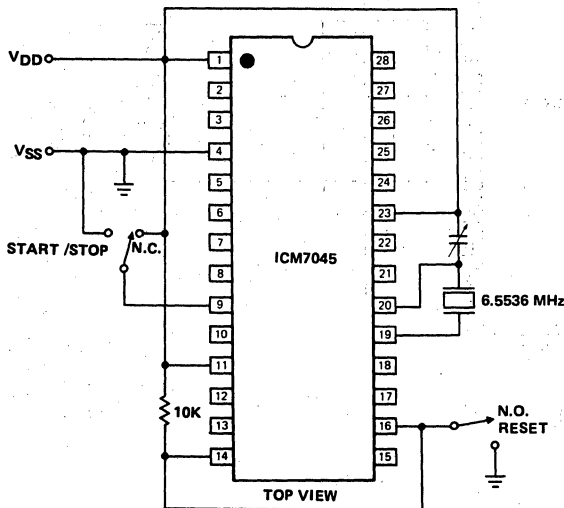 VDD
VSS
START /STOP
N.C.
1
2
3
4
5
6
7
8
9
10
11
12
13
14
28
27
26
25
24
23
22
21
20
19
18
17
16
15
ICM7045
6.5536 MHz
10K
N.O.
RESET
TOP VIEW